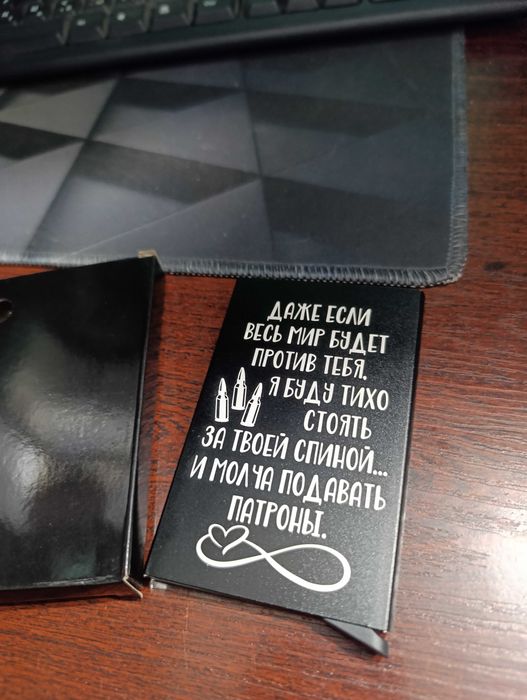 ДАЖЕ ЕСЛИ
ВЕСЬ МИР БУДЕТ
ПРОТИВ ТЕБЯ,
Я БУДУ ТИХО
СТОЯТЬ
ЗА ТВОЕЙ СПИНОЙ...
И МОЛЧА ПОДАВАТЬ
ПАТРОНЫ.